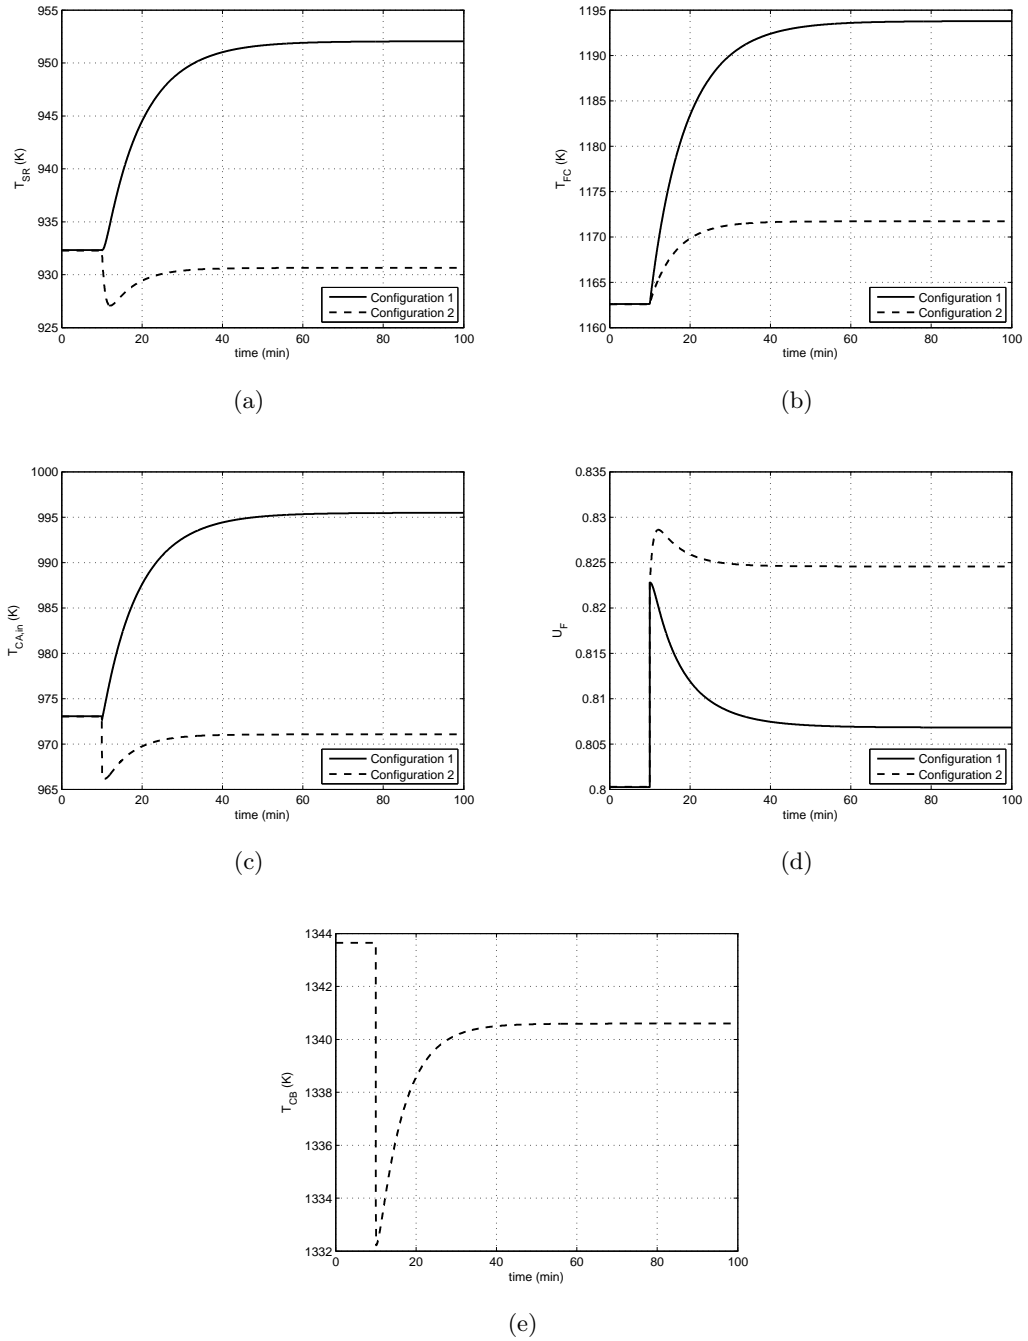 955
950
945
940
935
930
925
T_SR (K)
0 20 40 60 80 100
time (min)
Configuration 1
Configuration 2
(a)
1195
1190
1185
1180
1175
1170
1165
1160
T_FC (K)
0 20 40 60 80 100
time (min)
Configuration 1
Configuration 2
(b)
1000
995
990
985
980
975
970
965
T_CA,in (K)
0 20 40 60 80 100
time (min)
Configuration 1
Configuration 2
(c)
0.835
0.83
0.825
0.82
0.815
0.81
0.805
0.8
U_F
0 20 40 60 80 100
time (min)
Configuration 1
Configuration 2
(d)
1344
1342
1340
1338
1336
1334
1332
T_CB (K)
0 20 40 60 80 100
time (min)
(e)